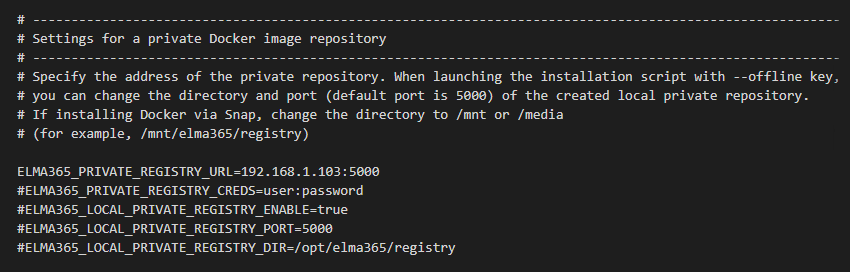 # ------------------------------------------------------------------------------------------------------
# Settings for a private Docker image repository
# ------------------------------------------------------------------------------------------------------
# Specify the address of the private repository. When launching the installation script with --offline key,
# you can change the directory and port (default port is 5000) of the created local private repository.
# If installing Docker via Snap, change the directory to /mnt or /media
# (for example, /mnt/elma365/registry)
ELMA365_PRIVATE_REGISTRY_URL=192.168.1.103:5000
#ELMA365_PRIVATE_REGISTRY_CREDS=user:password
#ELMA365_LOCAL_PRIVATE_REGISTRY_ENABLE=true
#ELMA365_LOCAL_PRIVATE_REGISTRY_PORT=5000
#ELMA365_LOCAL_PRIVATE_REGISTRY_DIR=/opt/elma365/registry